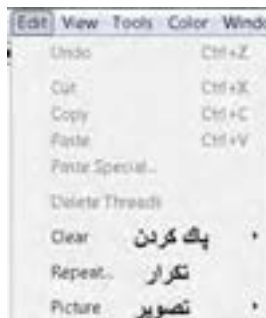 Edit View Tools Color Windo
Undo Ctrl+Z
Cut Ctrl+X
Copy Ctrl+C
Paste Ctrl+V
Paste Special...
Delete Threads
Clear پاک کردن
Repeat... تکرار
Picture تصویر